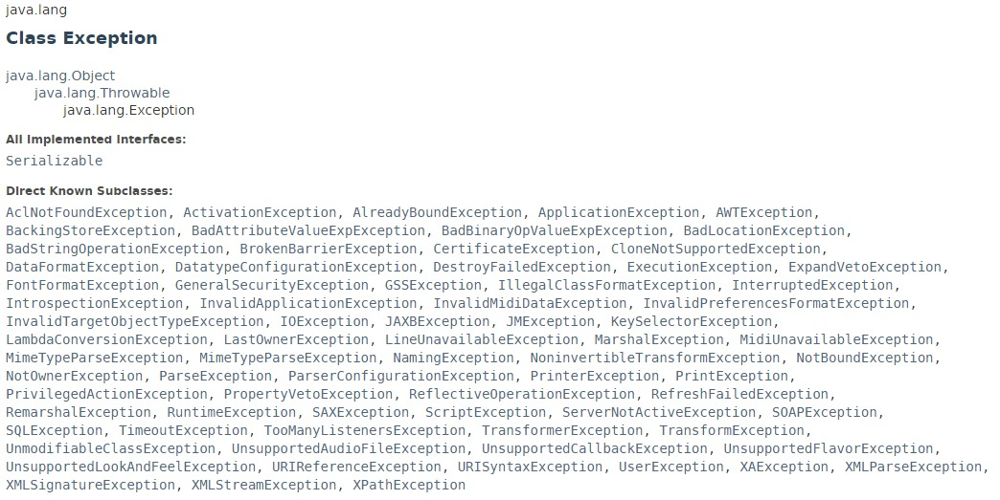 java.lang
Class Exception
java.lang.Object
java.lang.Throwable
java.lang.Exception
All Implemented Interfaces:
Serializable
Direct Known Subclasses:
AclNotFoundException, ActivationException, AlreadyBoundException, ApplicationException, AWTException,
BackingStoreException, BadAttributeValueExpException, BadBinaryOpValueExpException, BadLocationException,
BadStringOperationException, BrokenBarrierException, CertificateException, CloneNotSupportedException,
DataFormatException, DatatypeConfigurationException, DestroyFailedException, ExecutionException, ExpandVetoException,
FontFormatException, GeneralSecurityException, GSSException, IllegalClassFormatException, InterruptedException,
IntrospectionException, InvalidApplicationException, InvalidMidiDataException, InvalidPreferencesFormatException,
InvalidTargetObjectTypeException, IOException, JAXBException, JMException, KeySelectorException,
LambdaConversionException, LastOwnerException, LineUnavailableException, MarshalException, MidiUnavailableException,
MimeTypeParseException, MimeTypeParseException, NamingException, NoninvertibleTransformException, NotBoundException,
NotOwnerException, ParseException, ParserConfigurationException, PrinterException, PrintException,
PrivilegedActionException, PropertyVetoException, ReflectiveOperationException, RefreshFailedException,
RemarshalException, RuntimeException, SAXException, ScriptException, ServerNotActiveException, SOAPException,
SQLException, TimeoutException, TooManyListenersException, TransformerException, TransformException,
UnmodifiableClassException, UnsupportedAudioFileException, UnsupportedCallbackException, UnsupportedFlavorException,
UnsupportedLookAndFeelException, URIReferenceException, URISyntaxException, UserException, XAException, XMLParseException,
XMLSignatureException, XMLStreamException, XPathException